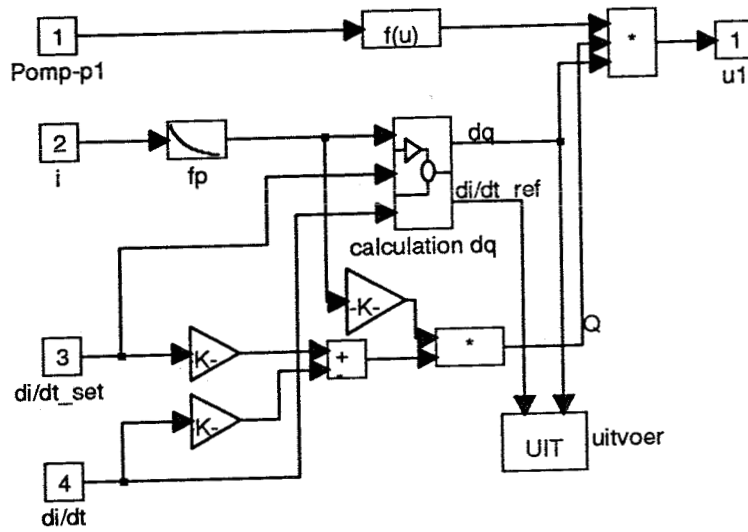 1
Pomp-p1
f(u)
*
1
u1
2
i
fp
dq
di/dt_ref
calculation dq
-K-
3
di/dt_set
K-
+
-
*
Q
K-
UIT
uitvoer
4
di/dt